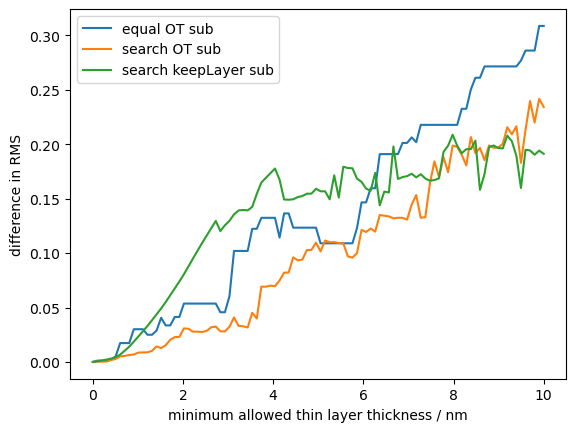 equal OT sub
search OT sub
search keepLayer sub
difference in RMS
0.30
0.25
0.20
0.15
0.10
0.05
0.00
0 2 4 6 8 10
minimum allowed thin layer thickness / nm